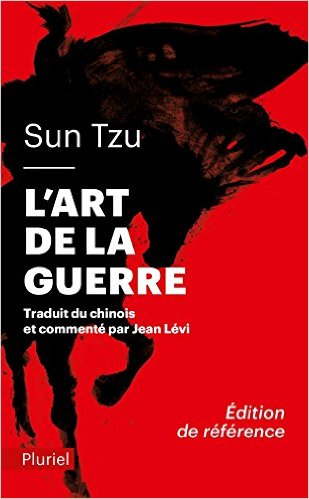 Sun Tzu
L'ART
DE LA
GUERRE
Traduit du chinois
et commenté par Jean Lévi
Édition
de référence
Pluriel